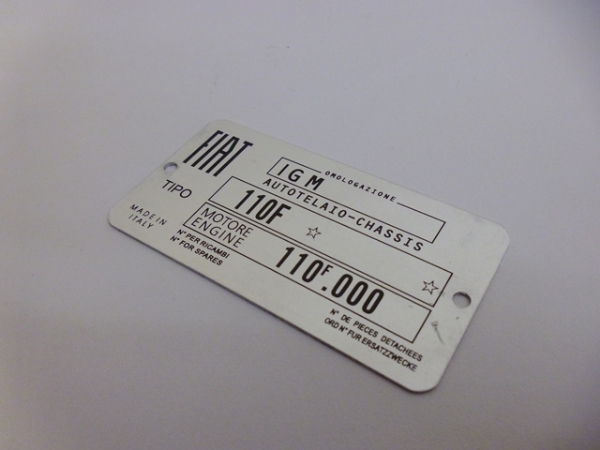 FIAT
IGM OMOLOGAZIONE
AUTOTELAIO-CHASSIS
TIPO 110F ☆ ☆
MADE IN
ITALY
MOTORE
ENGINE 110F.000
N° PER RICAMBI
N° FOR SPARES
N° DE PIECES DETACHEES
ORD N° FUR ERSATZZWECKE